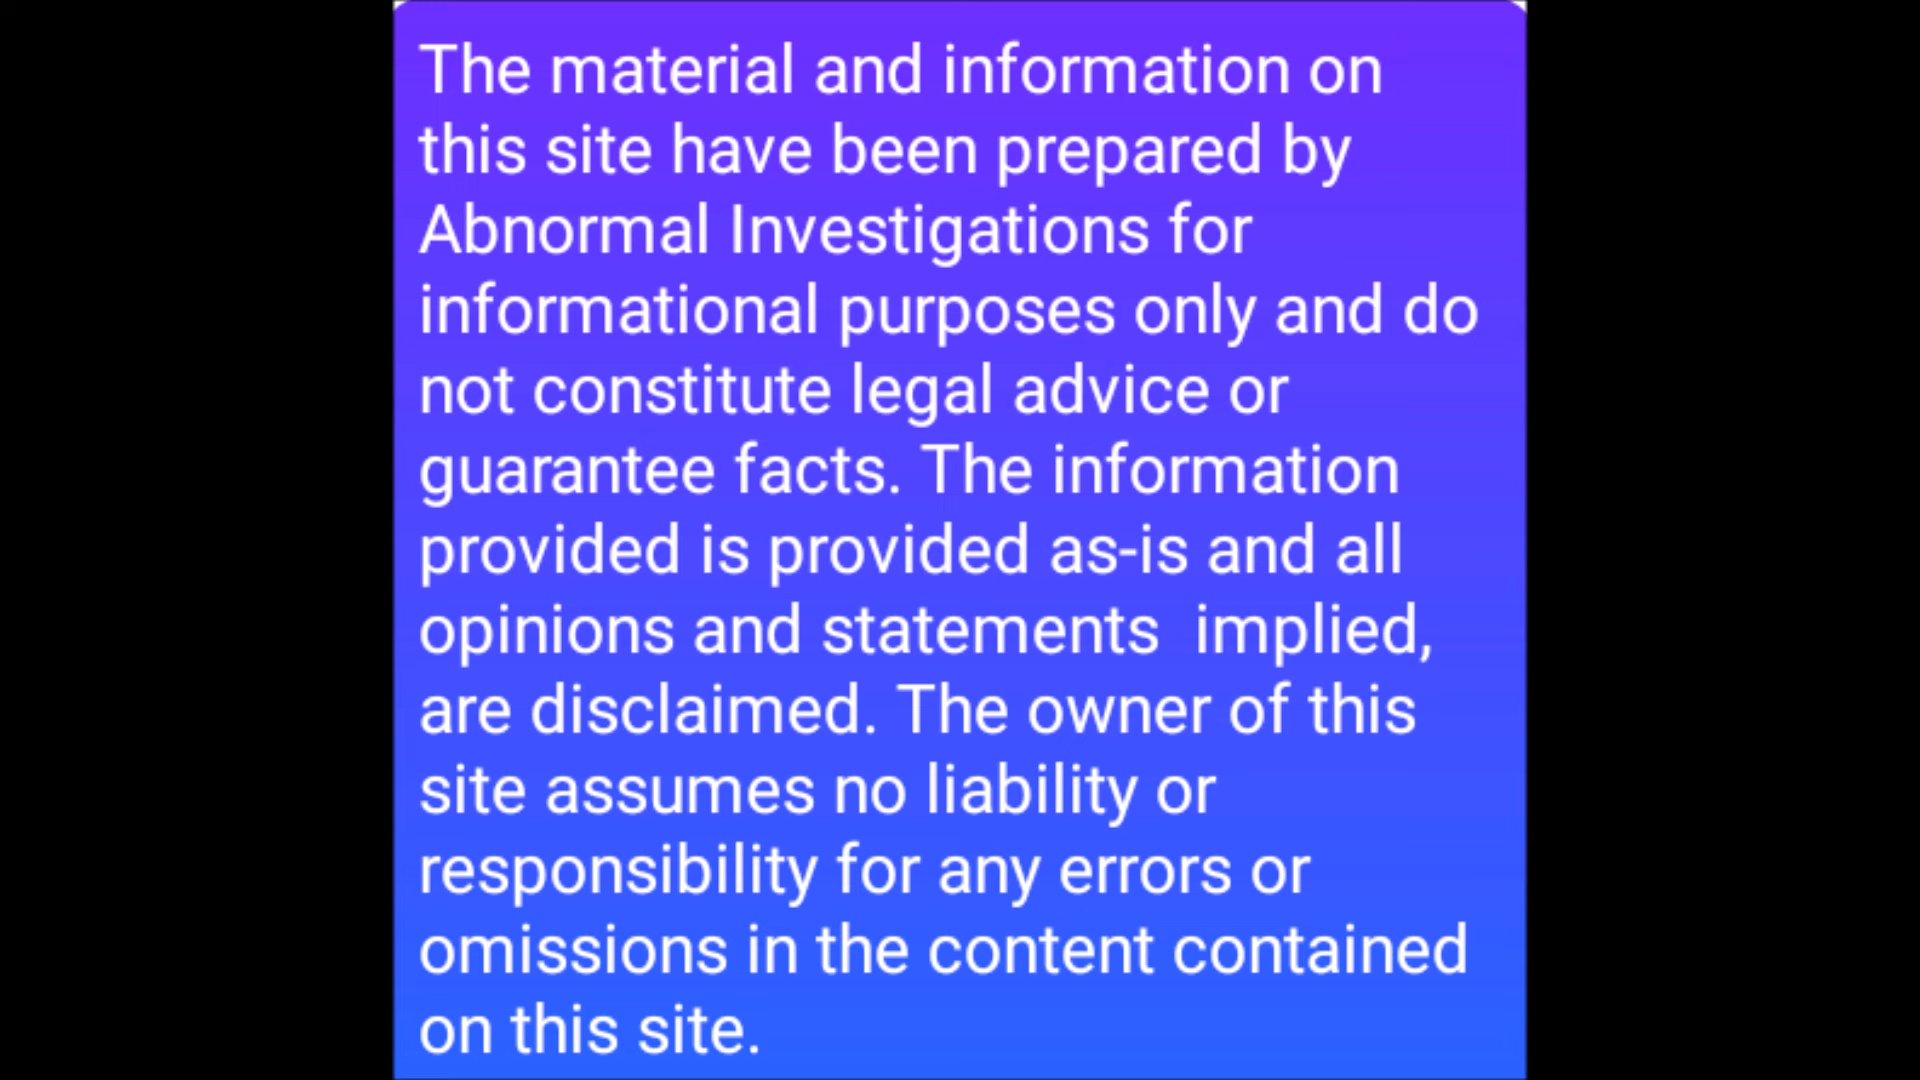 The material and information on
this site have been prepared by
Abnormal Investigations for
informational purposes only and do
not constitute legal advice or
guarantee facts. The information
provided is provided as-is and all
opinions and statements  implied,
are disclaimed. The owner of this
site assumes no liability or
responsibility for any errors or
omissions in the content contained
on this site.